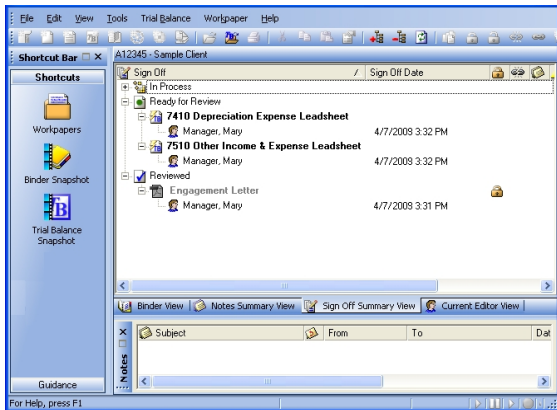 File Edit View Tools Trial Balance Workpaper Help
Shortcut Bar
A12345 - Sample Client
Shortcuts
Sign Off / Sign Off Date
In Process
Ready for Review
7410 Depreciation Expense Leadsheet
Manager, Mary 4/7/2009 3:32 PM
7510 Other Income & Expense Leadsheet
Manager, Mary 4/7/2009 3:32 PM
Reviewed
Engagement Letter
Manager, Mary 4/7/2009 3:31 PM
Workpapers
Binder Snapshot
Trial Balance
Snapshot
Binder View Notes Summary View Sign Off Summary View Current Editor View
Notes
Subject From To Dat
Guidance
For Help, press F1